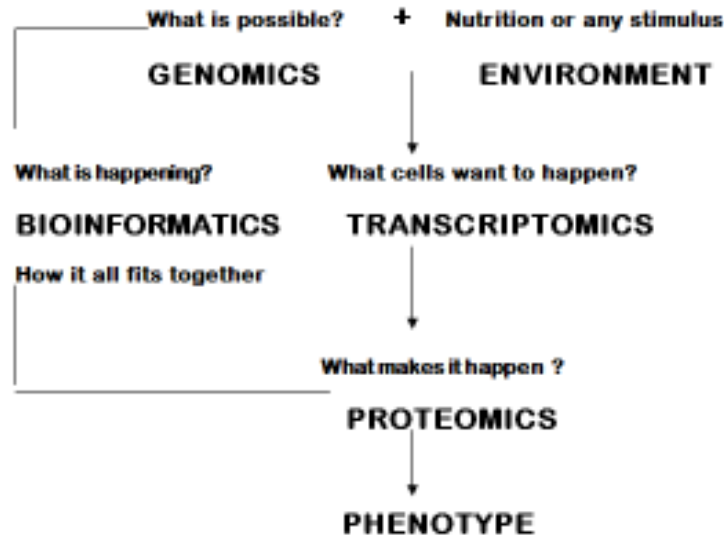 What is possible? + Nutrition or any stimulus
GENOMICS ENVIRONMENT
What is happening? What cells want to happen?
BIOINFORMATICS TRANSCRIPTOMICS
How it all fits together
What makes it happen ?
PROTEOMICS
PHENOTYPE